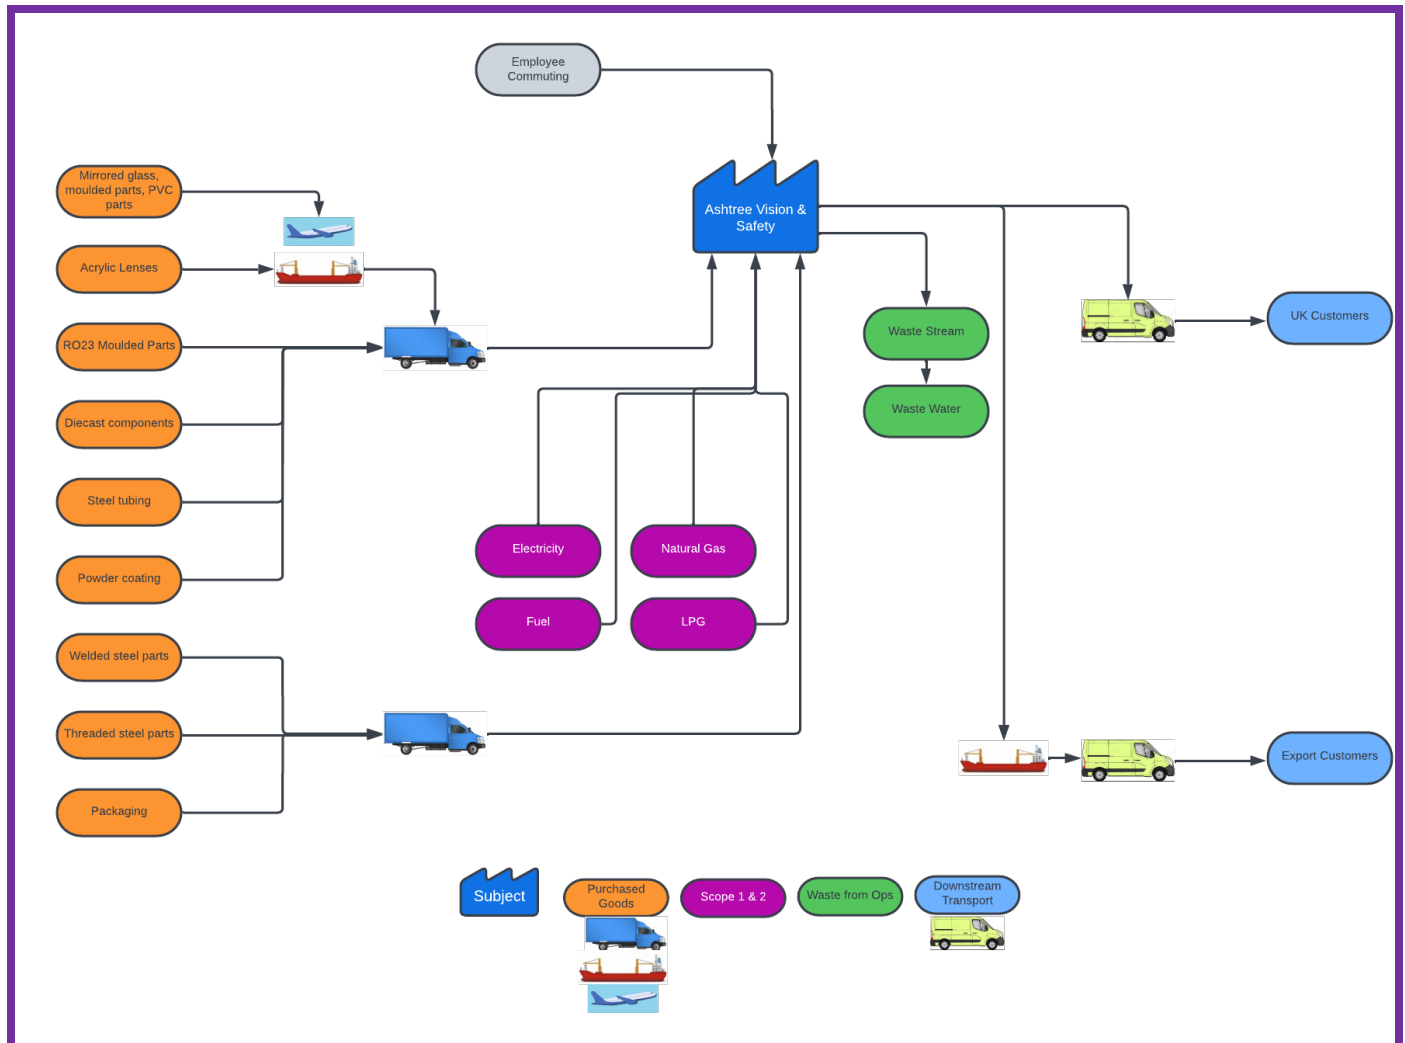 Employee
Commuting
Mirrored glass,
moulded parts, PVC
parts
Ashtree Vision &
Safety
Acrylic Lenses
UK Customers
Waste Stream
RO23 Moulded Parts
Waste Water
Diecast components
Steel tubing
Electricity
Natural Gas
Powder coating
Fuel
LPG
Welded steel parts
Threaded steel parts
Export Customers
Packaging
Subject
Purchased
Goods
Scope 1 & 2
Waste from Ops
Downstream
Transport